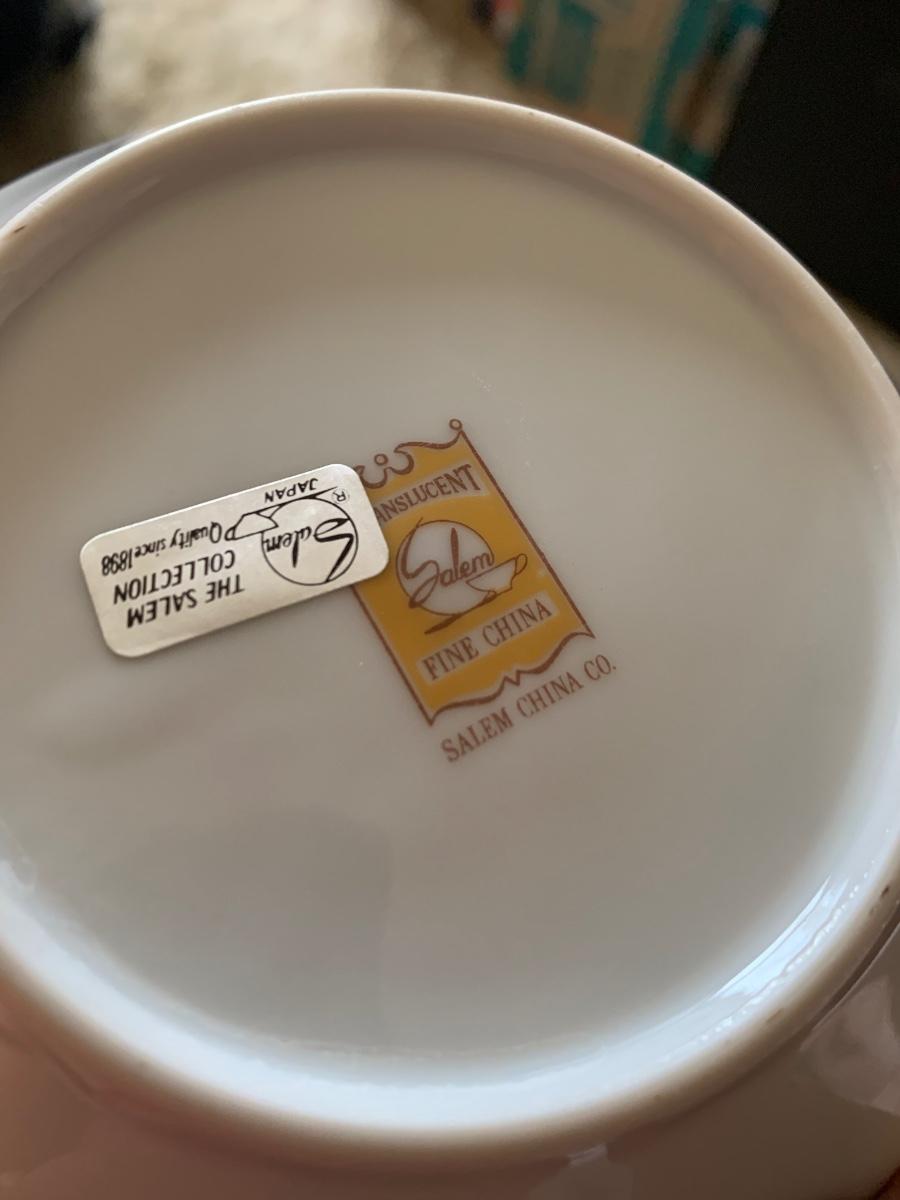 ANSLUCENT
Salem
FINE CHINA
SALEM CHINA CO.
THE SALEM
COLLECTION
Quality since 1898
Salem
®
JAPAN